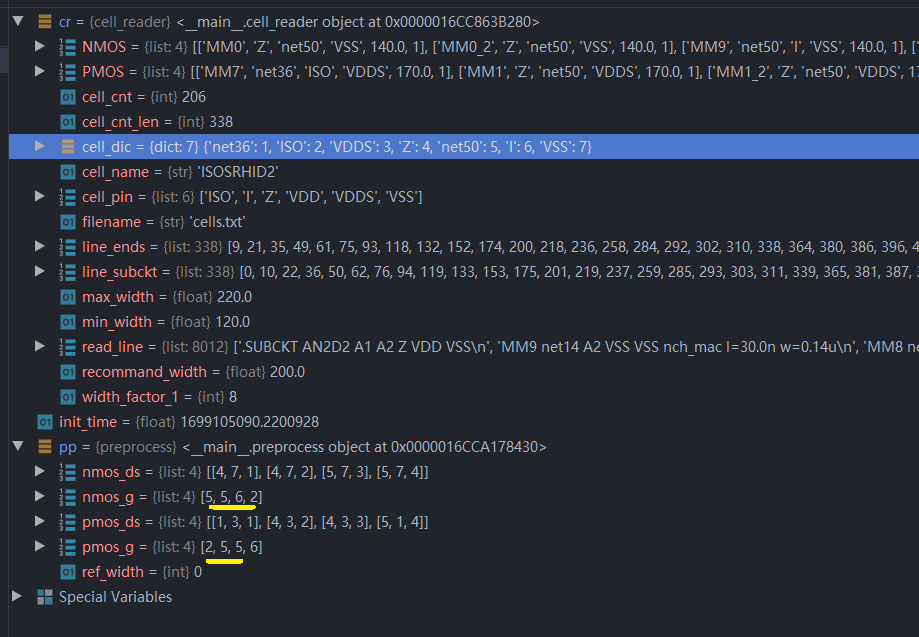 cr = {cell_reader} <__main__.cell_reader object at 0x0000016CC863B280>
NMOS = {list: 4} [['MM0', 'Z', 'net50', 'VSS', 140.0, 1], ['MM0_2', 'Z', 'net50', 'VSS', 140.0, 1], ['MM9', 'net50', 'I', 'VSS', 140.0, 1], [
PMOS = {list: 4} [['MM7', 'net36', 'ISO', 'VDDS', 170.0, 1], ['MM1', 'Z', 'net50', 'VDDS', 170.0, 1], ['MM1_2', 'Z', 'net50', 'VDDS', 17
01 cell_cnt = {int} 206
01 cell_cnt_len = {int} 338
cell_dic = {dict: 7} {'net36': 1, 'ISO': 2, 'VDDS': 3, 'Z': 4, 'net50': 5, 'I': 6, 'VSS': 7}
01 cell_name = {str} 'ISOSRHID2'
cell_pin = {list: 6} ['ISO', 'I', 'Z', 'VDD', 'VDDS', 'VSS']
01 filename = {str} 'cells.txt'
line_ends = {list: 338} [9, 21, 35, 49, 61, 75, 93, 118, 132, 152, 174, 200, 218, 236, 258, 284, 292, 302, 310, 338, 364, 380, 386, 396, 4
line_subckt = {list: 338} [0, 10, 22, 36, 50, 62, 76, 94, 119, 133, 153, 175, 201, 219, 237, 259, 285, 293, 303, 311, 339, 365, 381, 387,
01 max_width = {float} 220.0
01 min_width = {float} 120.0
read_line = {list: 8012} ['.SUBCKT AN2D2 A1 A2 Z VDD VSS\n', 'MM9 net14 A2 VSS VSS nch_mac l=30.0n w=0.14u\n', 'MM8 ne
01 recommand_width = {float} 200.0
01 width_factor_1 = {int} 8
01 init_time = {float} 1699105090.2200928
pp = {preprocess} <__main__.preprocess object at 0x0000016CCA178430>
nmos_ds = {list: 4} [[4, 7, 1], [4, 7, 2], [5, 7, 3], [5, 7, 4]]
nmos_g = {list: 4} [5, 5, 6, 2]
pmos_ds = {list: 4} [[1, 3, 1], [4, 3, 2], [4, 3, 3], [5, 1, 4]]
pmos_g = {list: 4} [2, 5, 5, 6]
01 ref_width = {int} 0
Special Variables